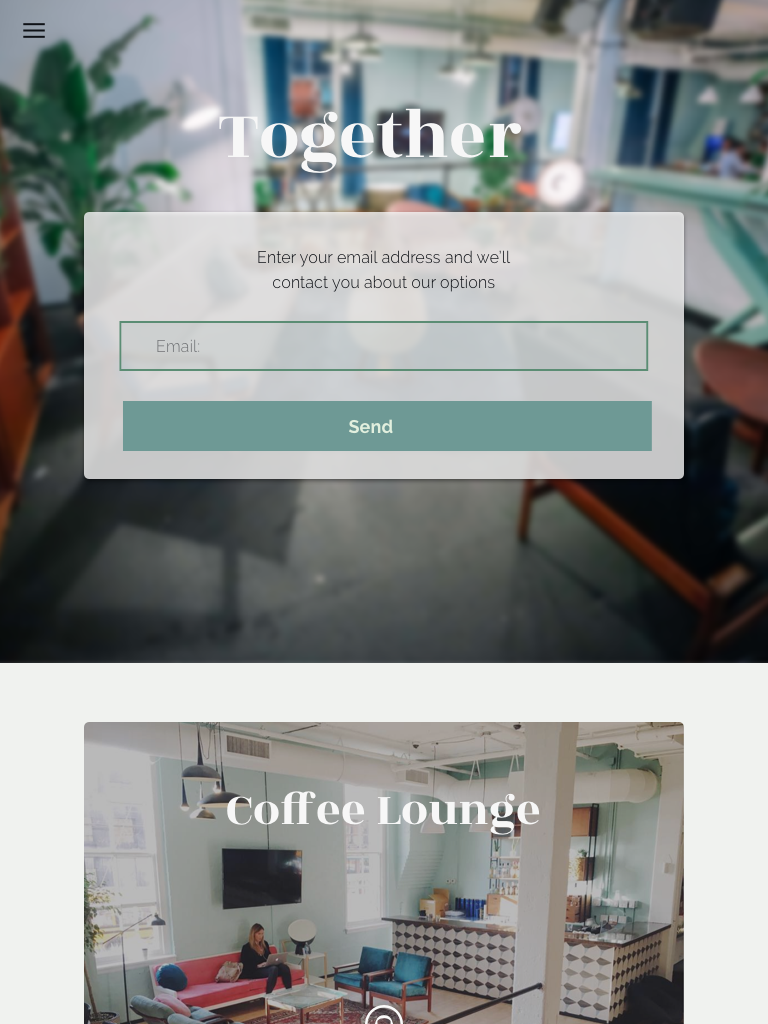 Together
Enter your email address and we'll
contact you about our options
Email:
Send
Coffee Lounge